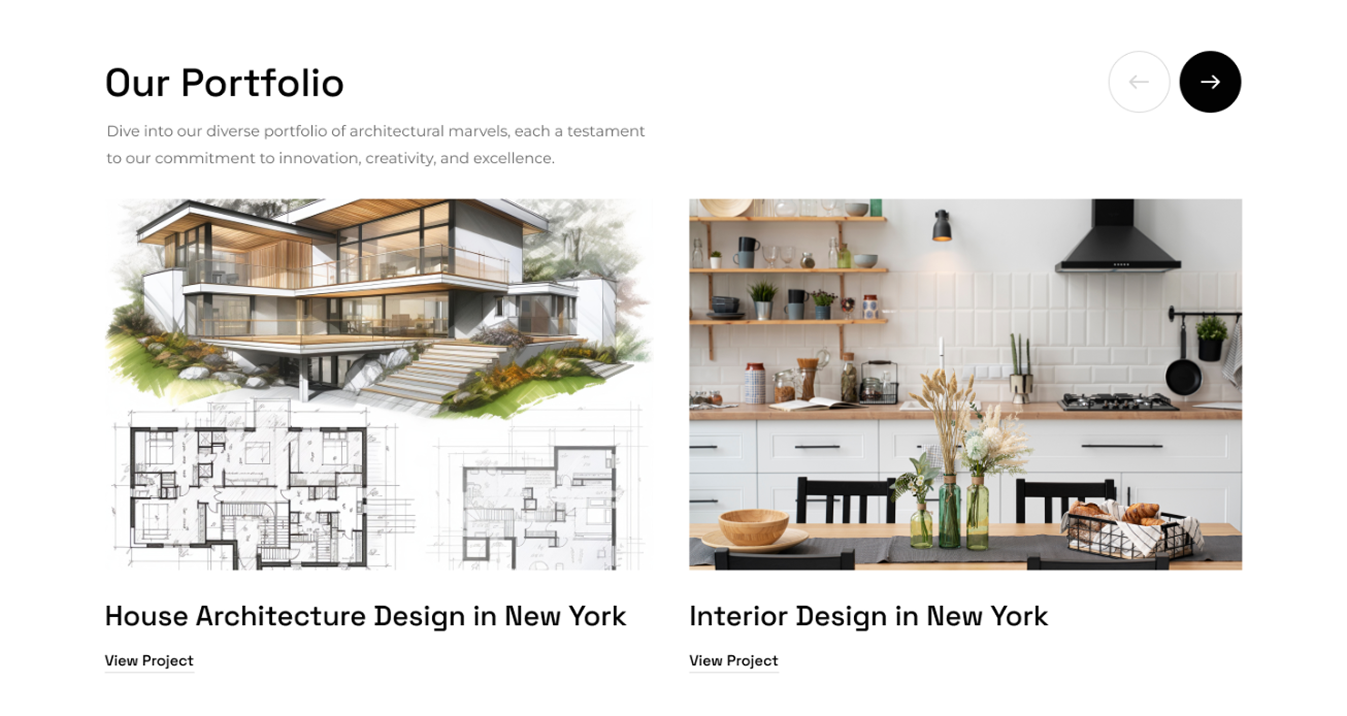 Our Portfolio
Dive into our diverse portfolio of architectural marvels, each a testament
to our commitment to innovation, creativity, and excellence.
House Architecture Design in New York
Interior Design in New York
View Project
View Project